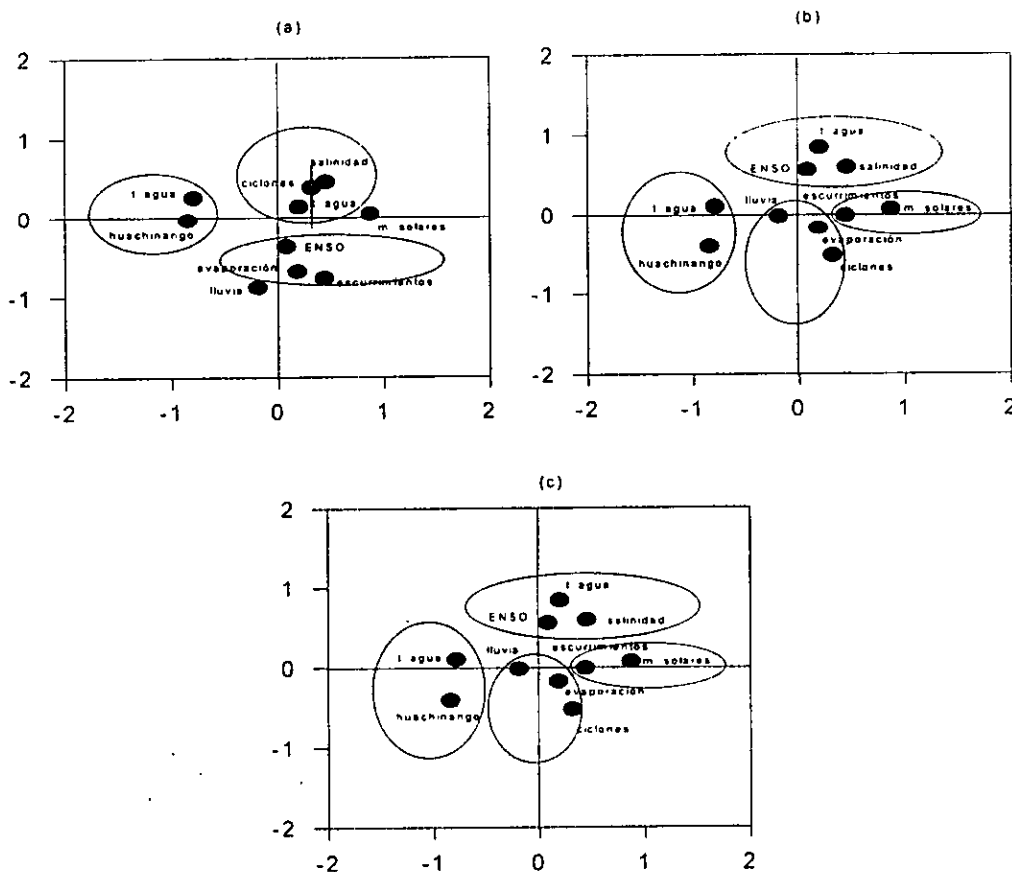 (a)
2
1
0
-1
-2
-2 -1 0 1 2
salinidad
ciclones
t agua
t agua
m solares
huachinango
ENSO
evaporación
escurrimientos
lluvia
(b)
2
1
0
-1
-2
-2 -1 0 1 2
t agua
ENSO
salinidad
escurrimientos
t agua
lluvia
m solares
evaporación
huachinango
ciclones
(c)
2
1
0
-1
-2
-2 -1 0 1 2
t agua
ENSO
salinidad
lluvia
escurrimientos
t agua
m solares
evaporación
huachinango
ciclones